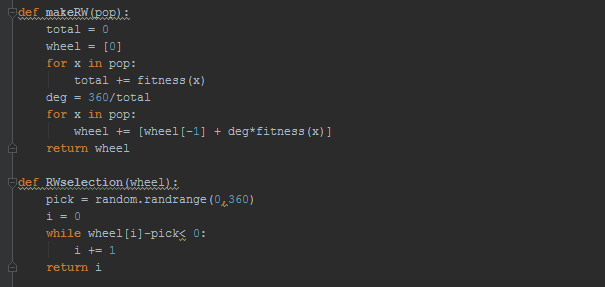 def makeRW(pop):
    total = 0
    wheel = [0]
    for x in pop:
        total += fitness(x)
    deg = 360/total
    for x in pop:
        wheel += [wheel[-1] + deg*fitness(x)]
    return wheel
def RWselection(wheel):
    pick = random.randrange(0,360)
    i = 0
    while wheel[i]-pick< 0:
        i += 1
    return i